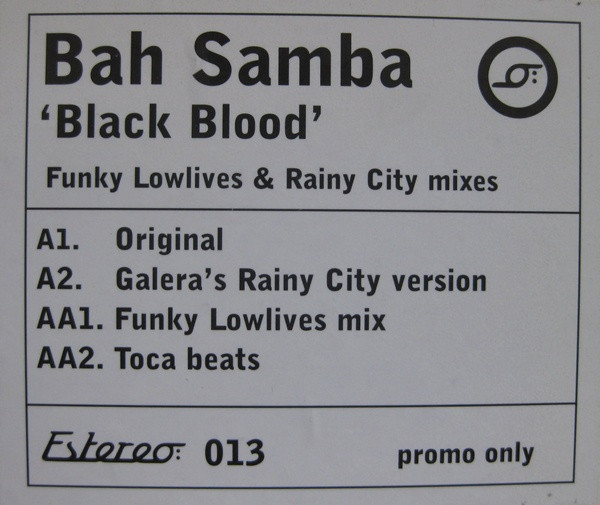 Bah Samba
‘Black Blood’
Funky Lowlives & Rainy City mixes
A1. Original
A2. Galera’s Rainy City version
AA1. Funky Lowlives mix
AA2. Toca beats
Estereo: 013 promo only